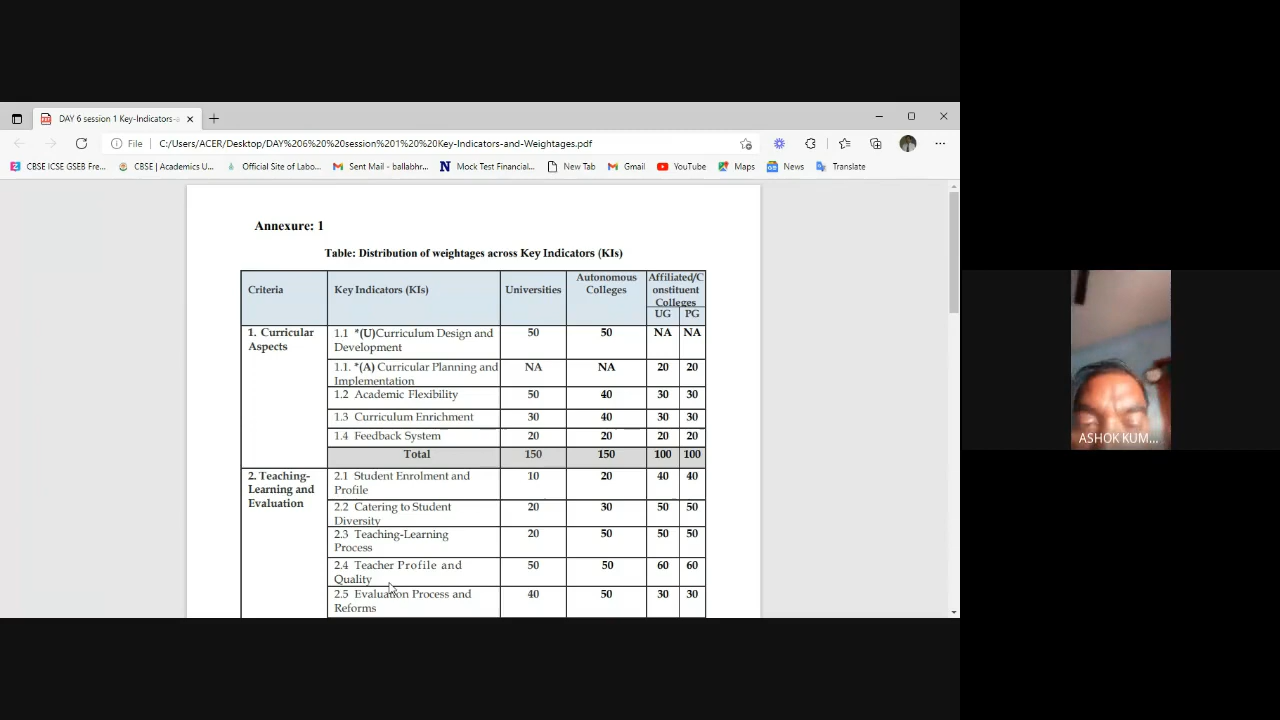 DAY 6 session 1 Key-Indicators-a
File
C:/Users/ACER/Desktop/DAY%206%20%20session%201%20%20Key-Indicators-and-Weightages.pdf
CBSE ICSE GSEB Fre... CBSE | Academics U... Official Site of Labo... Sent Mail - ballabhr... Mock Test Financial... New Tab Gmail YouTube Maps News Translate
Annexure: 1
Table: Distribution of weightages across Key Indicators (KIs)
Criteria Key Indicators (KIs) Universities Autonomous Colleges Affiliated/C
onstituent
Colleges
UG PG
1. Curricular Aspects
1.1 *(U)Curriculum Design and Development 50 50 NA NA
1.1. *(A) Curricular Planning and Implementation NA NA 20 20
1.2 Academic Flexibility 50 40 30 30
1.3 Curriculum Enrichment 30 40 30 30
1.4 Feedback System 20 20 20 20
Total 150 150 100 100
2. Teaching-Learning and Evaluation
2.1 Student Enrolment and Profile 10 20 40 40
2.2 Catering to Student Diversity 20 30 50 50
2.3 Teaching-Learning Process 20 50 50 50
2.4 Teacher Profile and Quality 50 50 60 60
2.5 Evaluation Process and Reforms 40 50 30 30
ASHOK KUM...